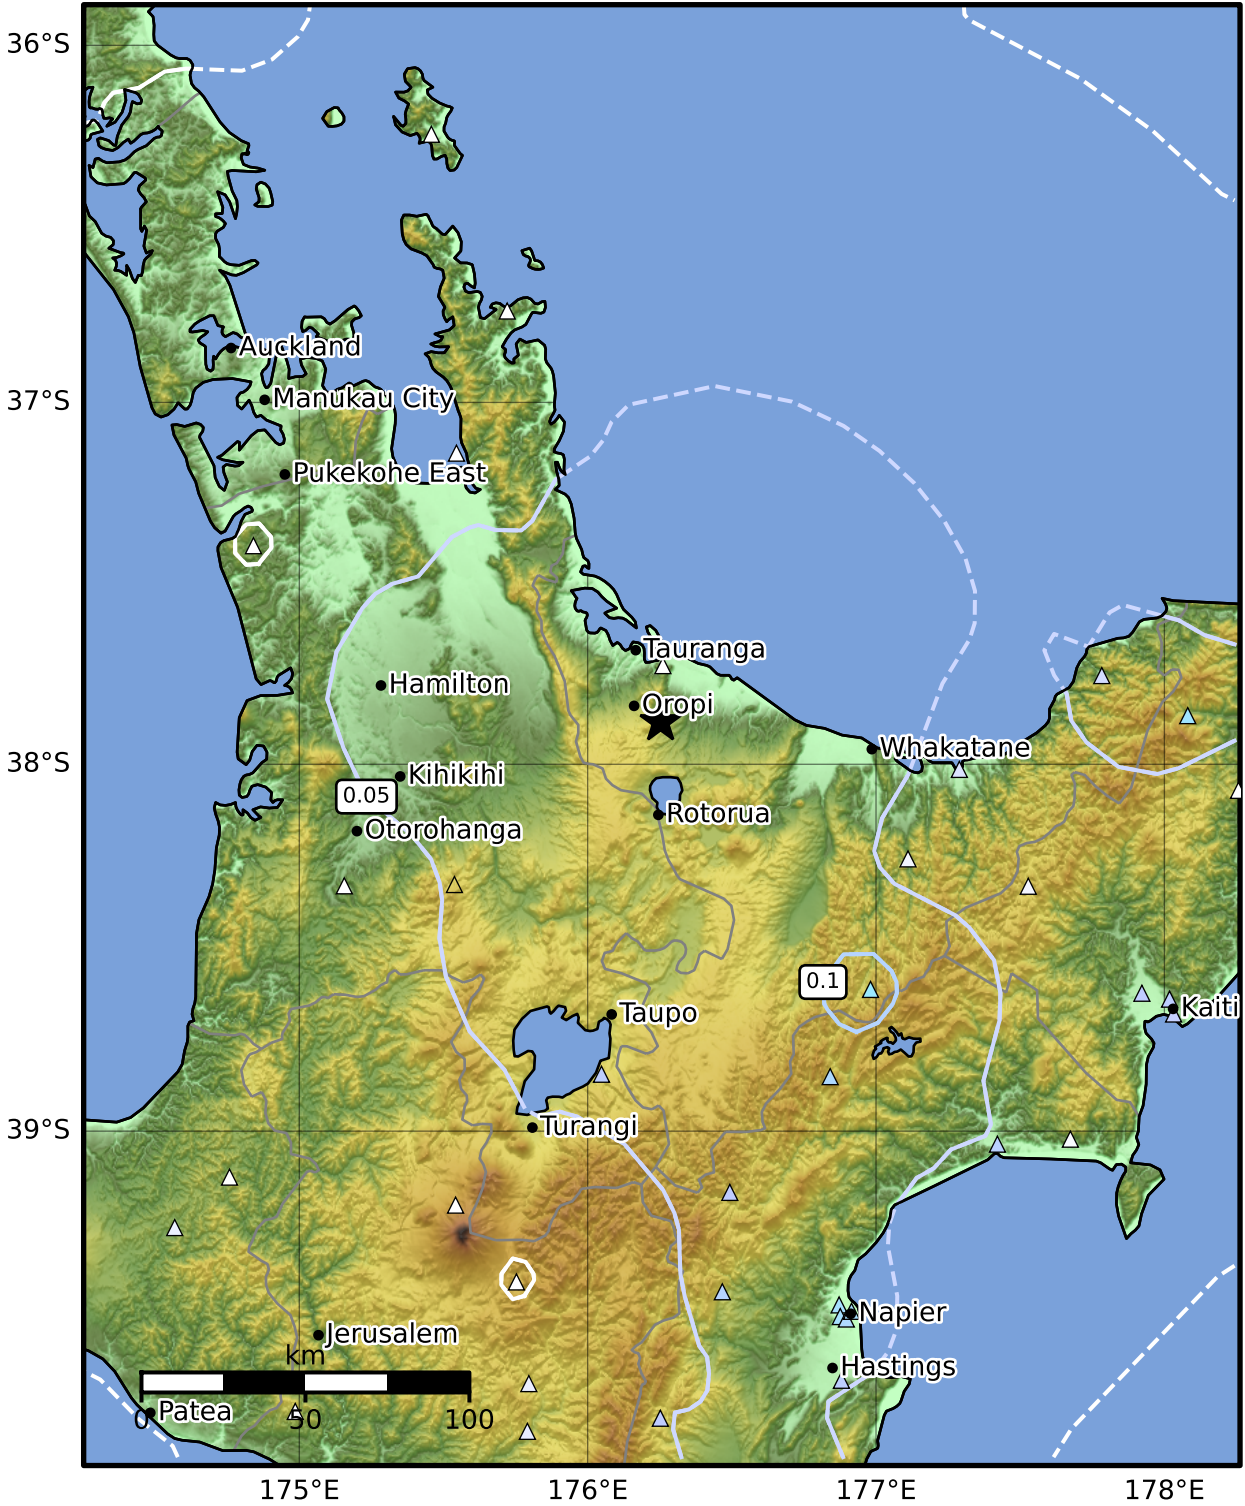 36°S
Auckland
37°S
Manukau City
Pukekohe East
Tauranga
Hamilton
Oropi
Whakatane
38°S
Kihikihi
0.05
Rotorua
Otorohanga
0.1
Taupo
Kaiti
39°S
Turangi
Napier
Jerusalem
km
Hastings
Patea
0 50 100
175°E 176°E 177°E 178°E